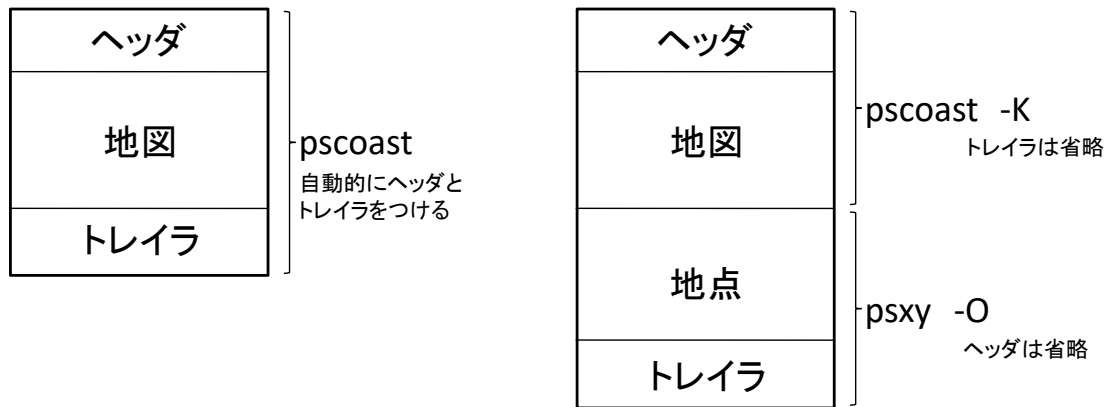 ヘッダ
地図
トレイラ
pscoast
自動的にヘッダと
トレイラをつける
ヘッダ
地図
地点
トレイラ
pscoast -K
トレイラは省略
psxy -O
ヘッダは省略